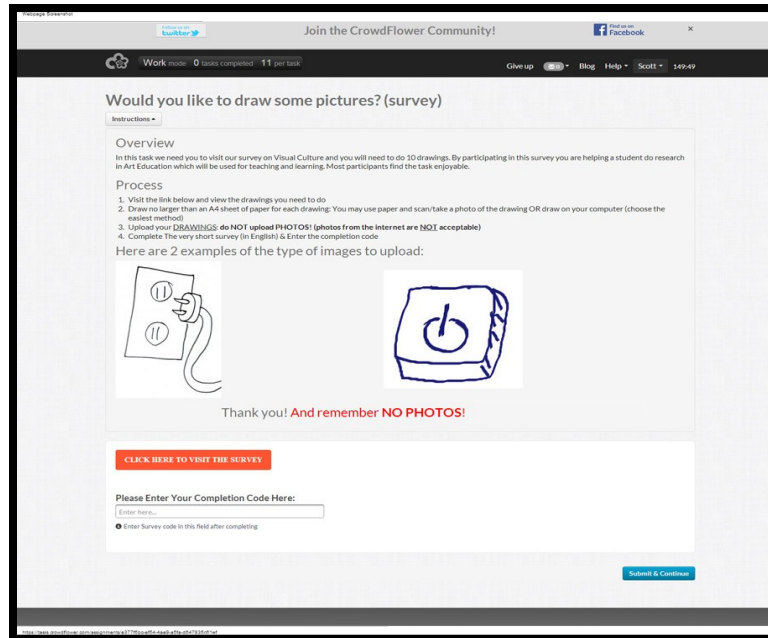 Webpage Screenshot
Follow us on
twitter
Join the CrowdFlower Community!
Find us on
Facebook
×
Work mode 0 tasks completed 11 per task
Give up
0
Blog
Help
Scott
149:49
Would you like to draw some pictures? (survey)
Instructions
Overview
In this task we need you to visit our survey on Visual Culture and you will need to do 10 drawings. By participating in this survey you are helping a student do research
in Art Education which will be used for teaching and learning. Most participants find the task enjoyable.
Process
1. Visit the link below and view the drawings you need to do
2. Draw no larger than an A4 sheet of paper for each drawing: You may use paper and scan/take a photo of the drawing OR draw on your computer (choose the
easiest method)
3. Upload your DRAWINGS: do NOT upload PHOTOS! (photos from the internet are NOT acceptable)
4. Complete The very short survey (in English) & Enter the completion code
Here are 2 examples of the type of images to upload:
Thank you! And remember NO PHOTOS!
CLICK HERE TO VISIT THE SURVEY
Please Enter Your Completion Code Here:
Enter here...
Enter Survey code in this field after completing
Submit & Continue